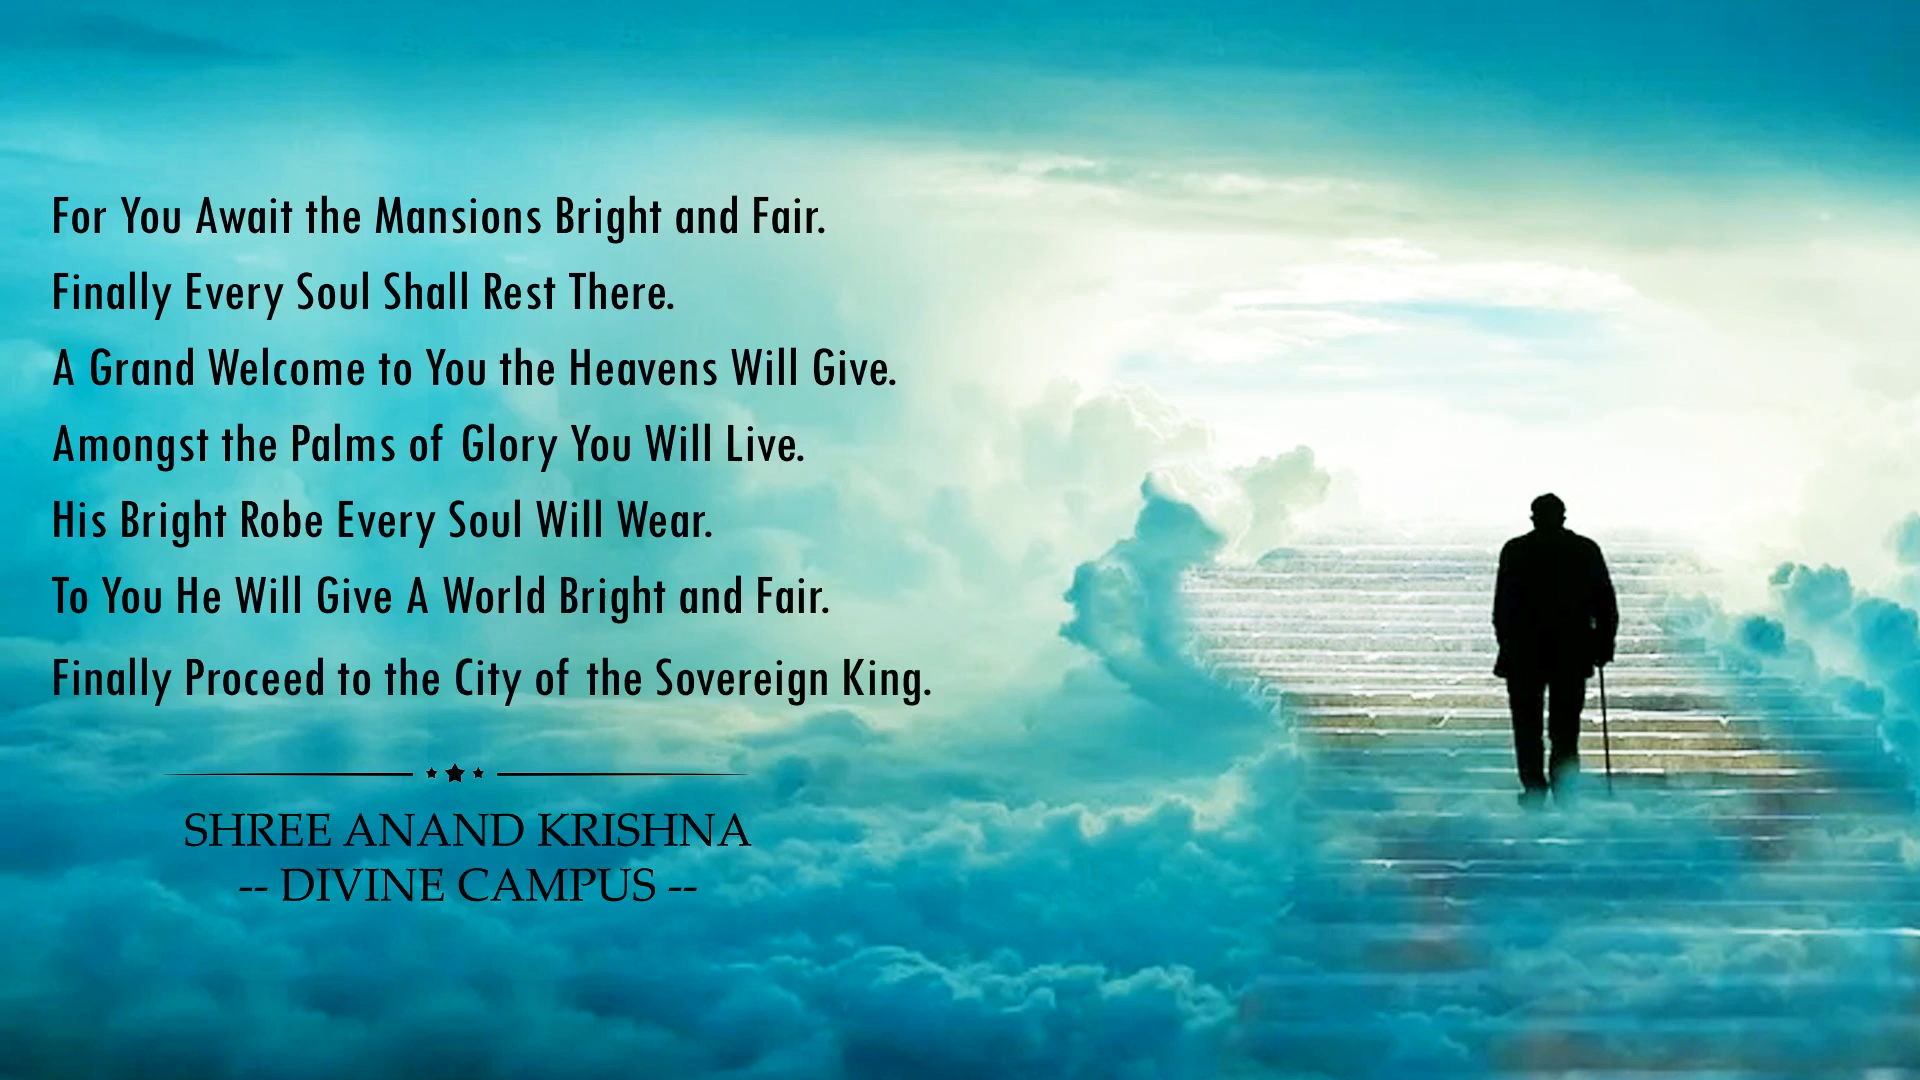 For You Await the Mansions Bright and Fair.
Finally Every Soul Shall Rest There.
A Grand Welcome to You the Heavens Will Give.
Amongst the Palms of Glory You Will Live.
His Bright Robe Every Soul Will Wear.
To You He Will Give A World Bright and Fair.
Finally Proceed to the City of the Sovereign King.
SHREE ANAND KRISHNA
-- DIVINE CAMPUS --